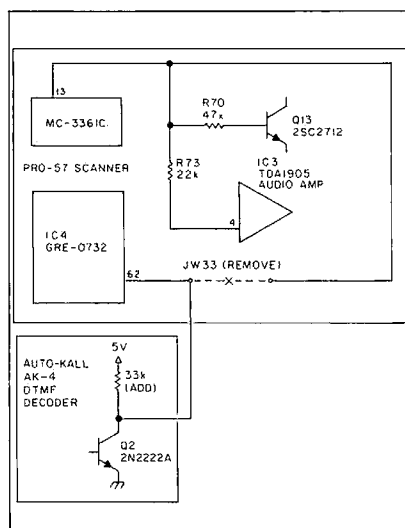 13
MC-3361C.
R70
47k
Q13
2SC2712
PRO-57 SCANNER
R73
22k
IC3
TDA1905
AUDIO AMP
4
IC4
GRE-0732
62
JW33 (REMOVE)
AUTO-KALL
AK-4
DTMF
DECODER
5V
33k
(ADD)
Q2
2N2222A